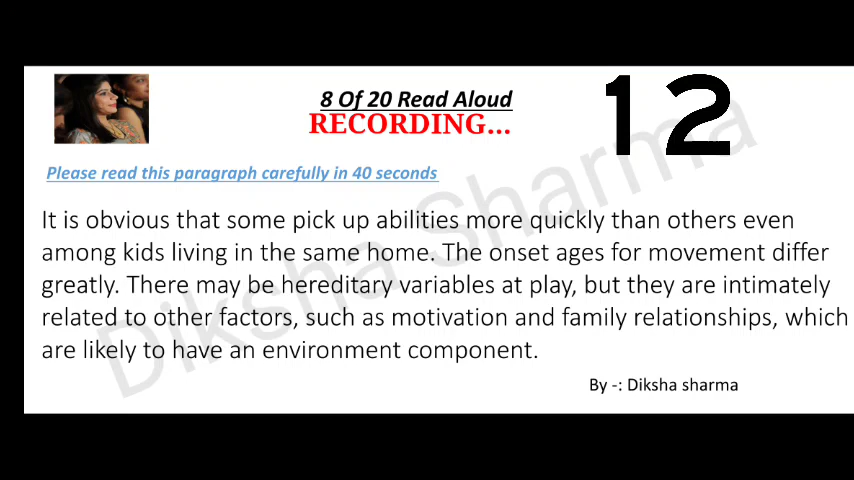 8 Of 20 Read Aloud
RECORDING...
12
Please read this paragraph carefully in 40 seconds
It is obvious that some pick up abilities more quickly than others even
among kids living in the same home. The onset ages for movement differ
greatly. There may be hereditary variables at play, but they are intimately
related to other factors, such as motivation and family relationships, which
are likely to have an environment component.
By -: Diksha sharma
Diksha Sharma